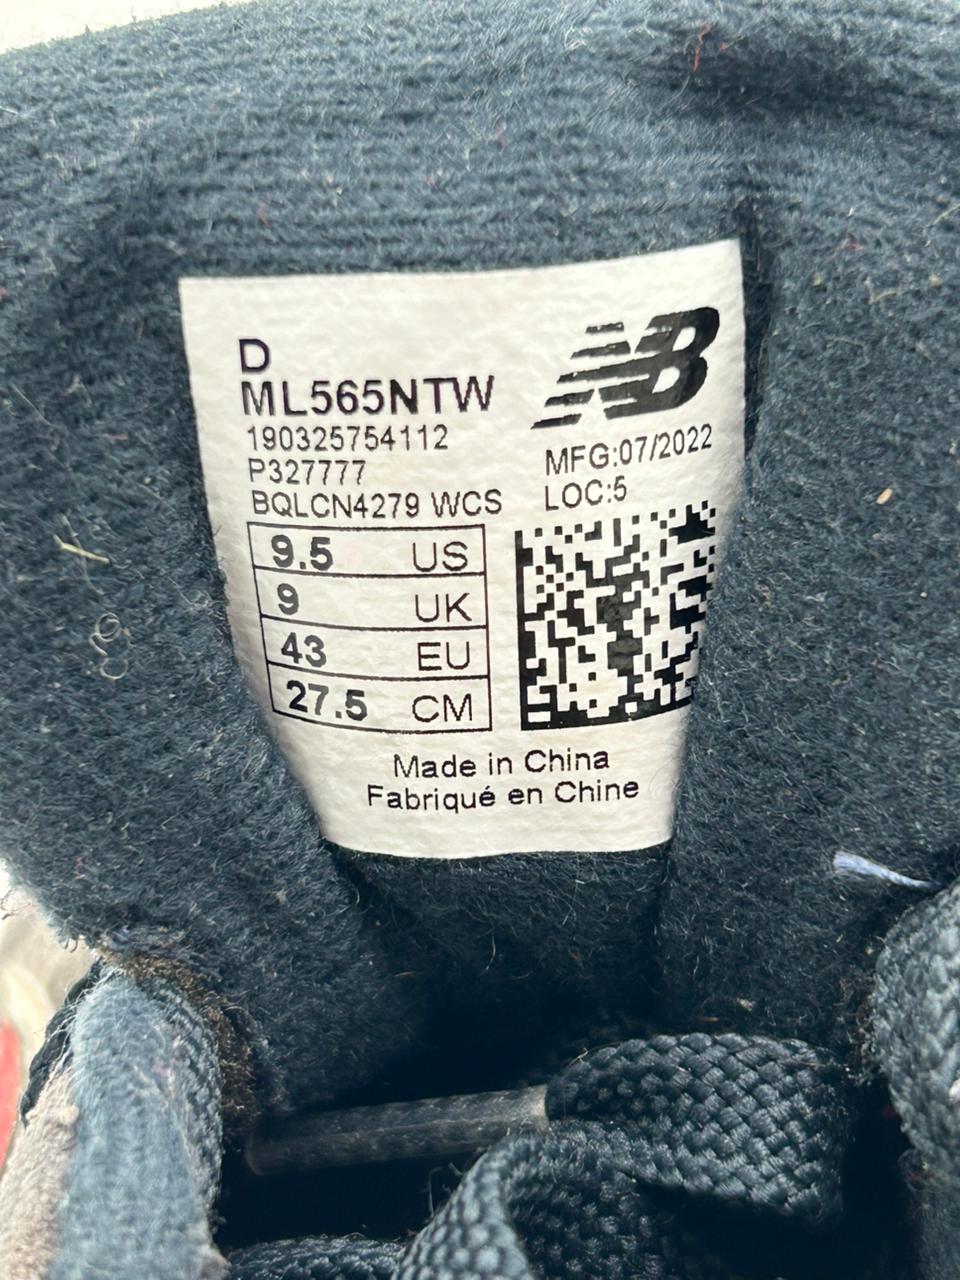 D
ML565NTW
190325754112
P327777
BQLCN4279 WCS
NB
MFG:07/2022
LOC:5
9.5 US
9 UK
43 EU
27.5 CM
Made in China
Fabriqué en Chine